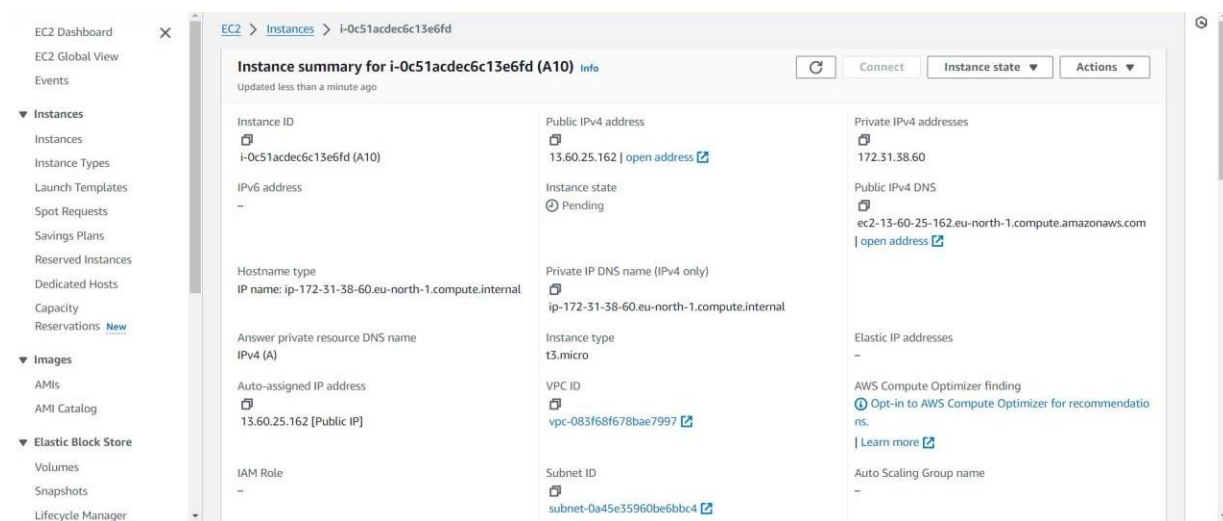 EC2 Dashboard
EC2 Global View
Events
Instances
Instances
Instance Types
Launch Templates
Spot Requests
Savings Plans
Reserved Instances
Dedicated Hosts
Capacity
Reservations New
Images
AMIs
AMI Catalog
Elastic Block Store
Volumes
Snapshots
Lifecycle Manager
EC2 > Instances > i-0c51acdec6c13e6fd
Instance summary for i-0c51acdec6c13e6fd (A10) Info
Updated less than a minute ago
Connect
Instance state
Actions
Instance ID
i-0c51acdec6c13e6fd (A10)
Public IPv4 address
13.60.25.162 | open address
Private IPv4 addresses
172.31.38.60
IPv6 address
–
Instance state
Pending
Public IPv4 DNS
ec2-13-60-25-162.eu-north-1.compute.amazonaws.com
| open address
Hostname type
IP name: ip-172-31-38-60.eu-north-1.compute.internal
Private IP DNS name (IPv4 only)
ip-172-31-38-60.eu-north-1.compute.internal
Answer private resource DNS name
IPv4 (A)
Instance type
t3.micro
Elastic IP addresses
–
Auto-assigned IP address
13.60.25.162 [Public IP]
VPC ID
vpc-083f68f678bae7997
AWS Compute Optimizer finding
Opt-in to AWS Compute Optimizer for recommendatio
ns.
| Learn more
IAM Role
–
Subnet ID
subnet-0a45e35960be6bbc4
Auto Scaling Group name
–